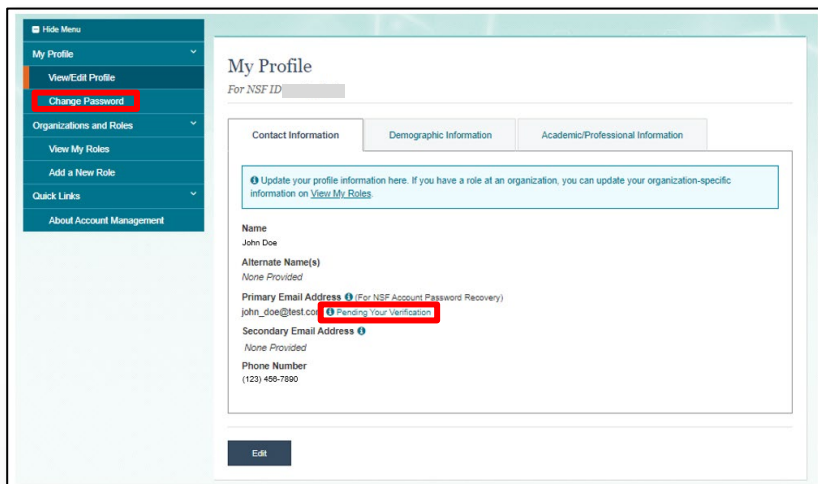 Hide Menu
My Profile
View/Edit Profile
Change Password
Organizations and Roles
View My Roles
Add a New Role
Quick Links
About Account Management
My Profile
For NSF ID
Contact Information
Demographic Information
Academic/Professional Information
Update your profile information here. If you have a role at an organization, you can update your organization-specific
information on View My Roles.
Name
John Doe
Alternate Name(s)
None Provided
Primary Email Address (For NSF Account Password Recovery)
john_doe@test.com Pending Your Verification
Secondary Email Address
None Provided
Phone Number
(123) 456-7890
Edit